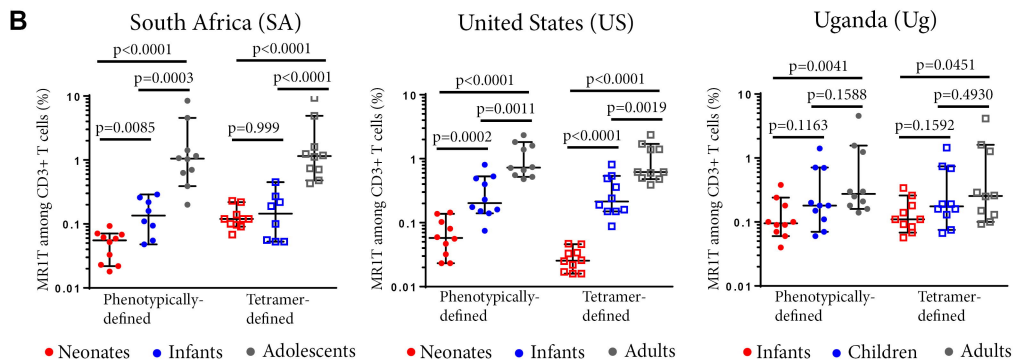 B
South Africa (SA)
p<0.0001
p<0.0001
p=0.0003
<0.0001
p=0.0085
p=0.999
MR1T among CD3+ T cells (%)
10
1
0.1
0.01
Phenotypically-
defined
Tetramer-
defined
Neonates
Infants
Adolescents
United States (US)
p<0.0001
p<0.0001
p=0.0011
p=0.0019
p=0.0002
p<0.0001
MR1T among CD3+ T cells (%)
10
1
0.1
0.01
Phenotypically-
defined
Tetramer-
defined
Neonates
Infants
Adults
Uganda (Ug)
p=0.0041
p=0.0451
p=0.1588
p=0.4930
p=0.1163
p=0.1592
MR1T among CD3+ T cells (%)
10
1
0.1
0.01
Phenotypically-
defined
Tetramer-
defined
Infants
Children
Adults